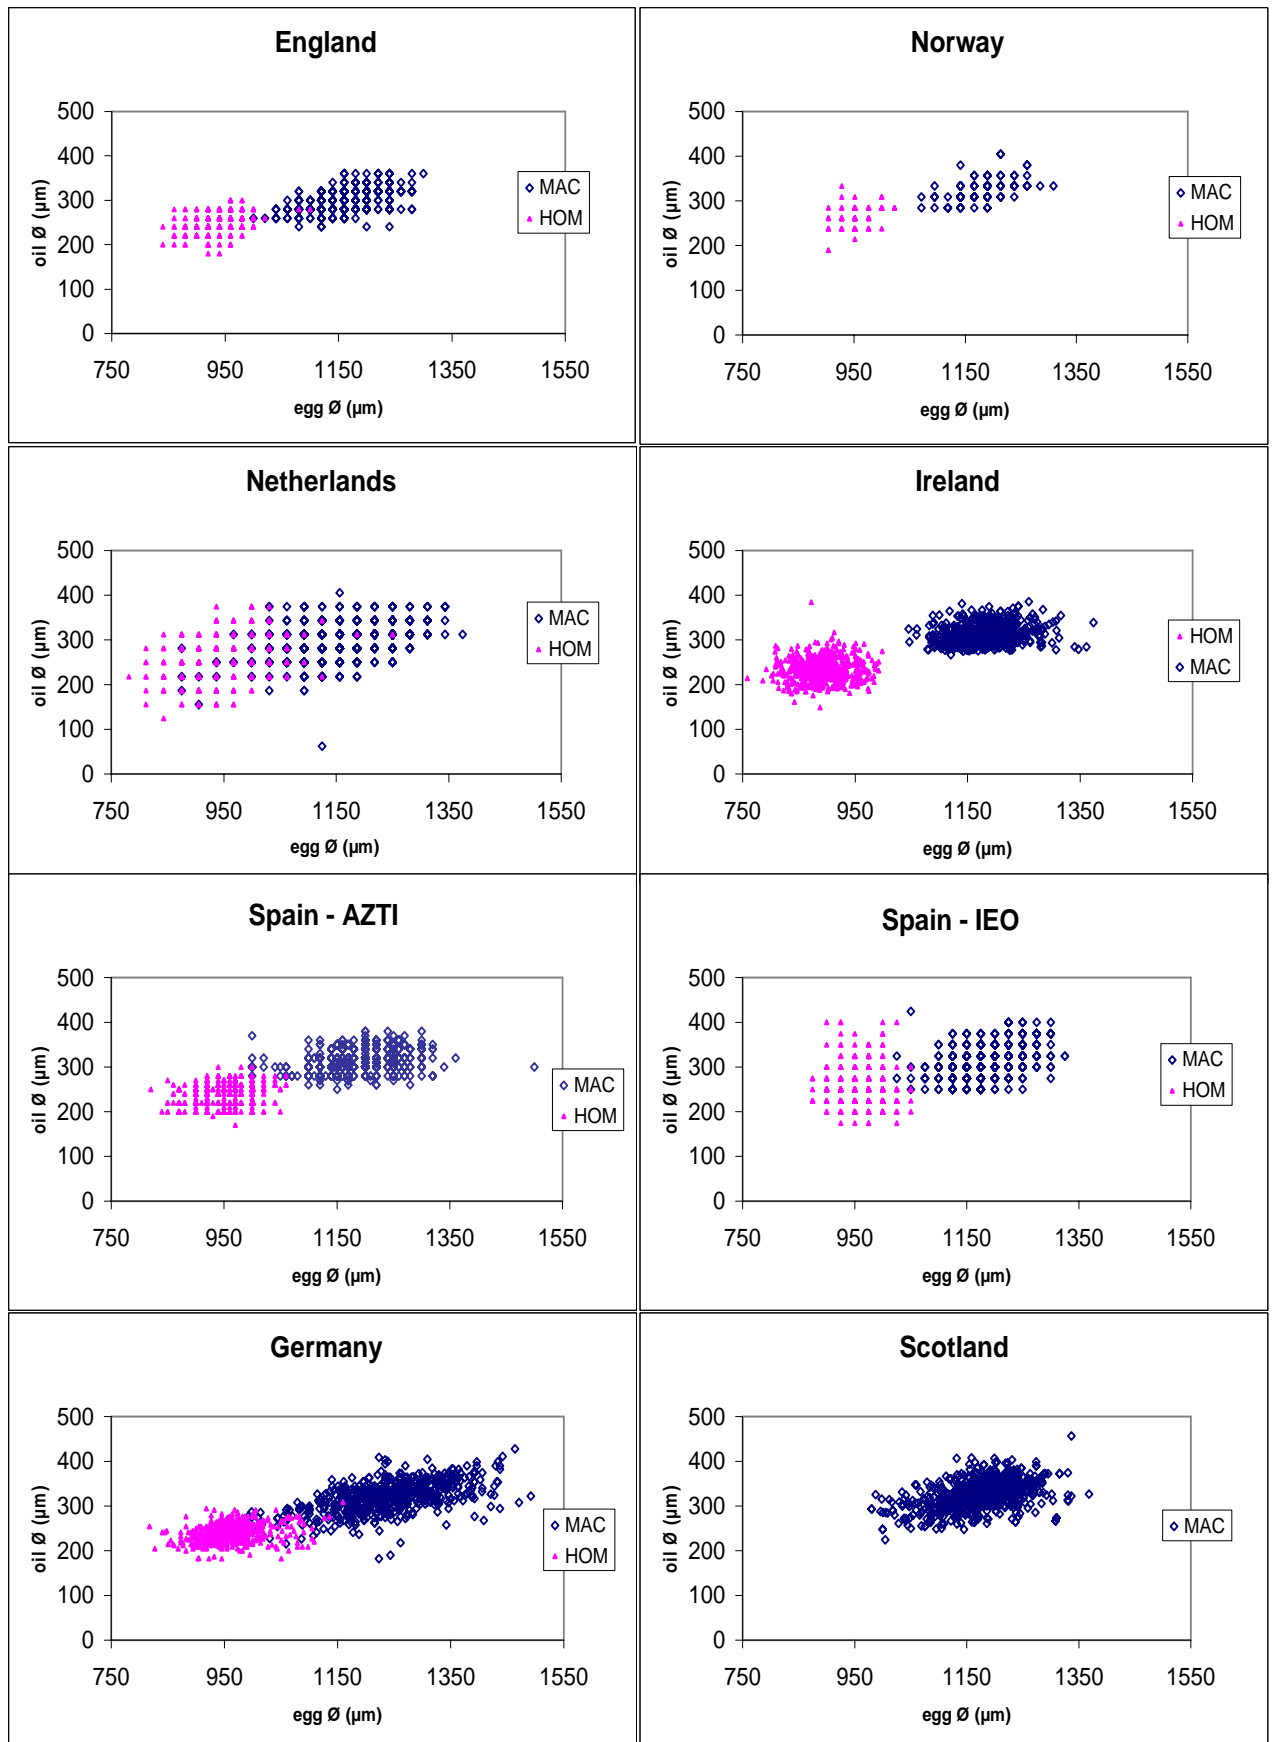 England
500
400
300
200
100
0
oil Ø (µm)
750 950 1150 1350 1550
egg Ø (µm)
MAC
HOM
Norway
500
400
300
200
100
0
oil Ø (µm)
750 950 1150 1350 1550
egg Ø (µm)
MAC
HOM
Netherlands
500
400
300
200
100
0
oil Ø (µm)
750 950 1150 1350 1550
egg Ø (µm)
MAC
HOM
Ireland
500
400
300
200
100
0
oil Ø (µm)
750 950 1150 1350 1550
egg Ø (µm)
HOM
MAC
Spain - AZTI
500
400
300
200
100
0
oil Ø (µm)
750 950 1150 1350 1550
egg Ø (µm)
MAC
HOM
Spain - IEO
500
400
300
200
100
0
oil Ø (µm)
750 950 1150 1350 1550
egg Ø (µm)
MAC
HOM
Germany
500
400
300
200
100
0
oil Ø (µm)
750 950 1150 1350 1550
egg Ø (µm)
MAC
HOM
Scotland
500
400
300
200
100
0
oil Ø (µm)
750 950 1150 1350 1550
egg Ø (µm)
MAC